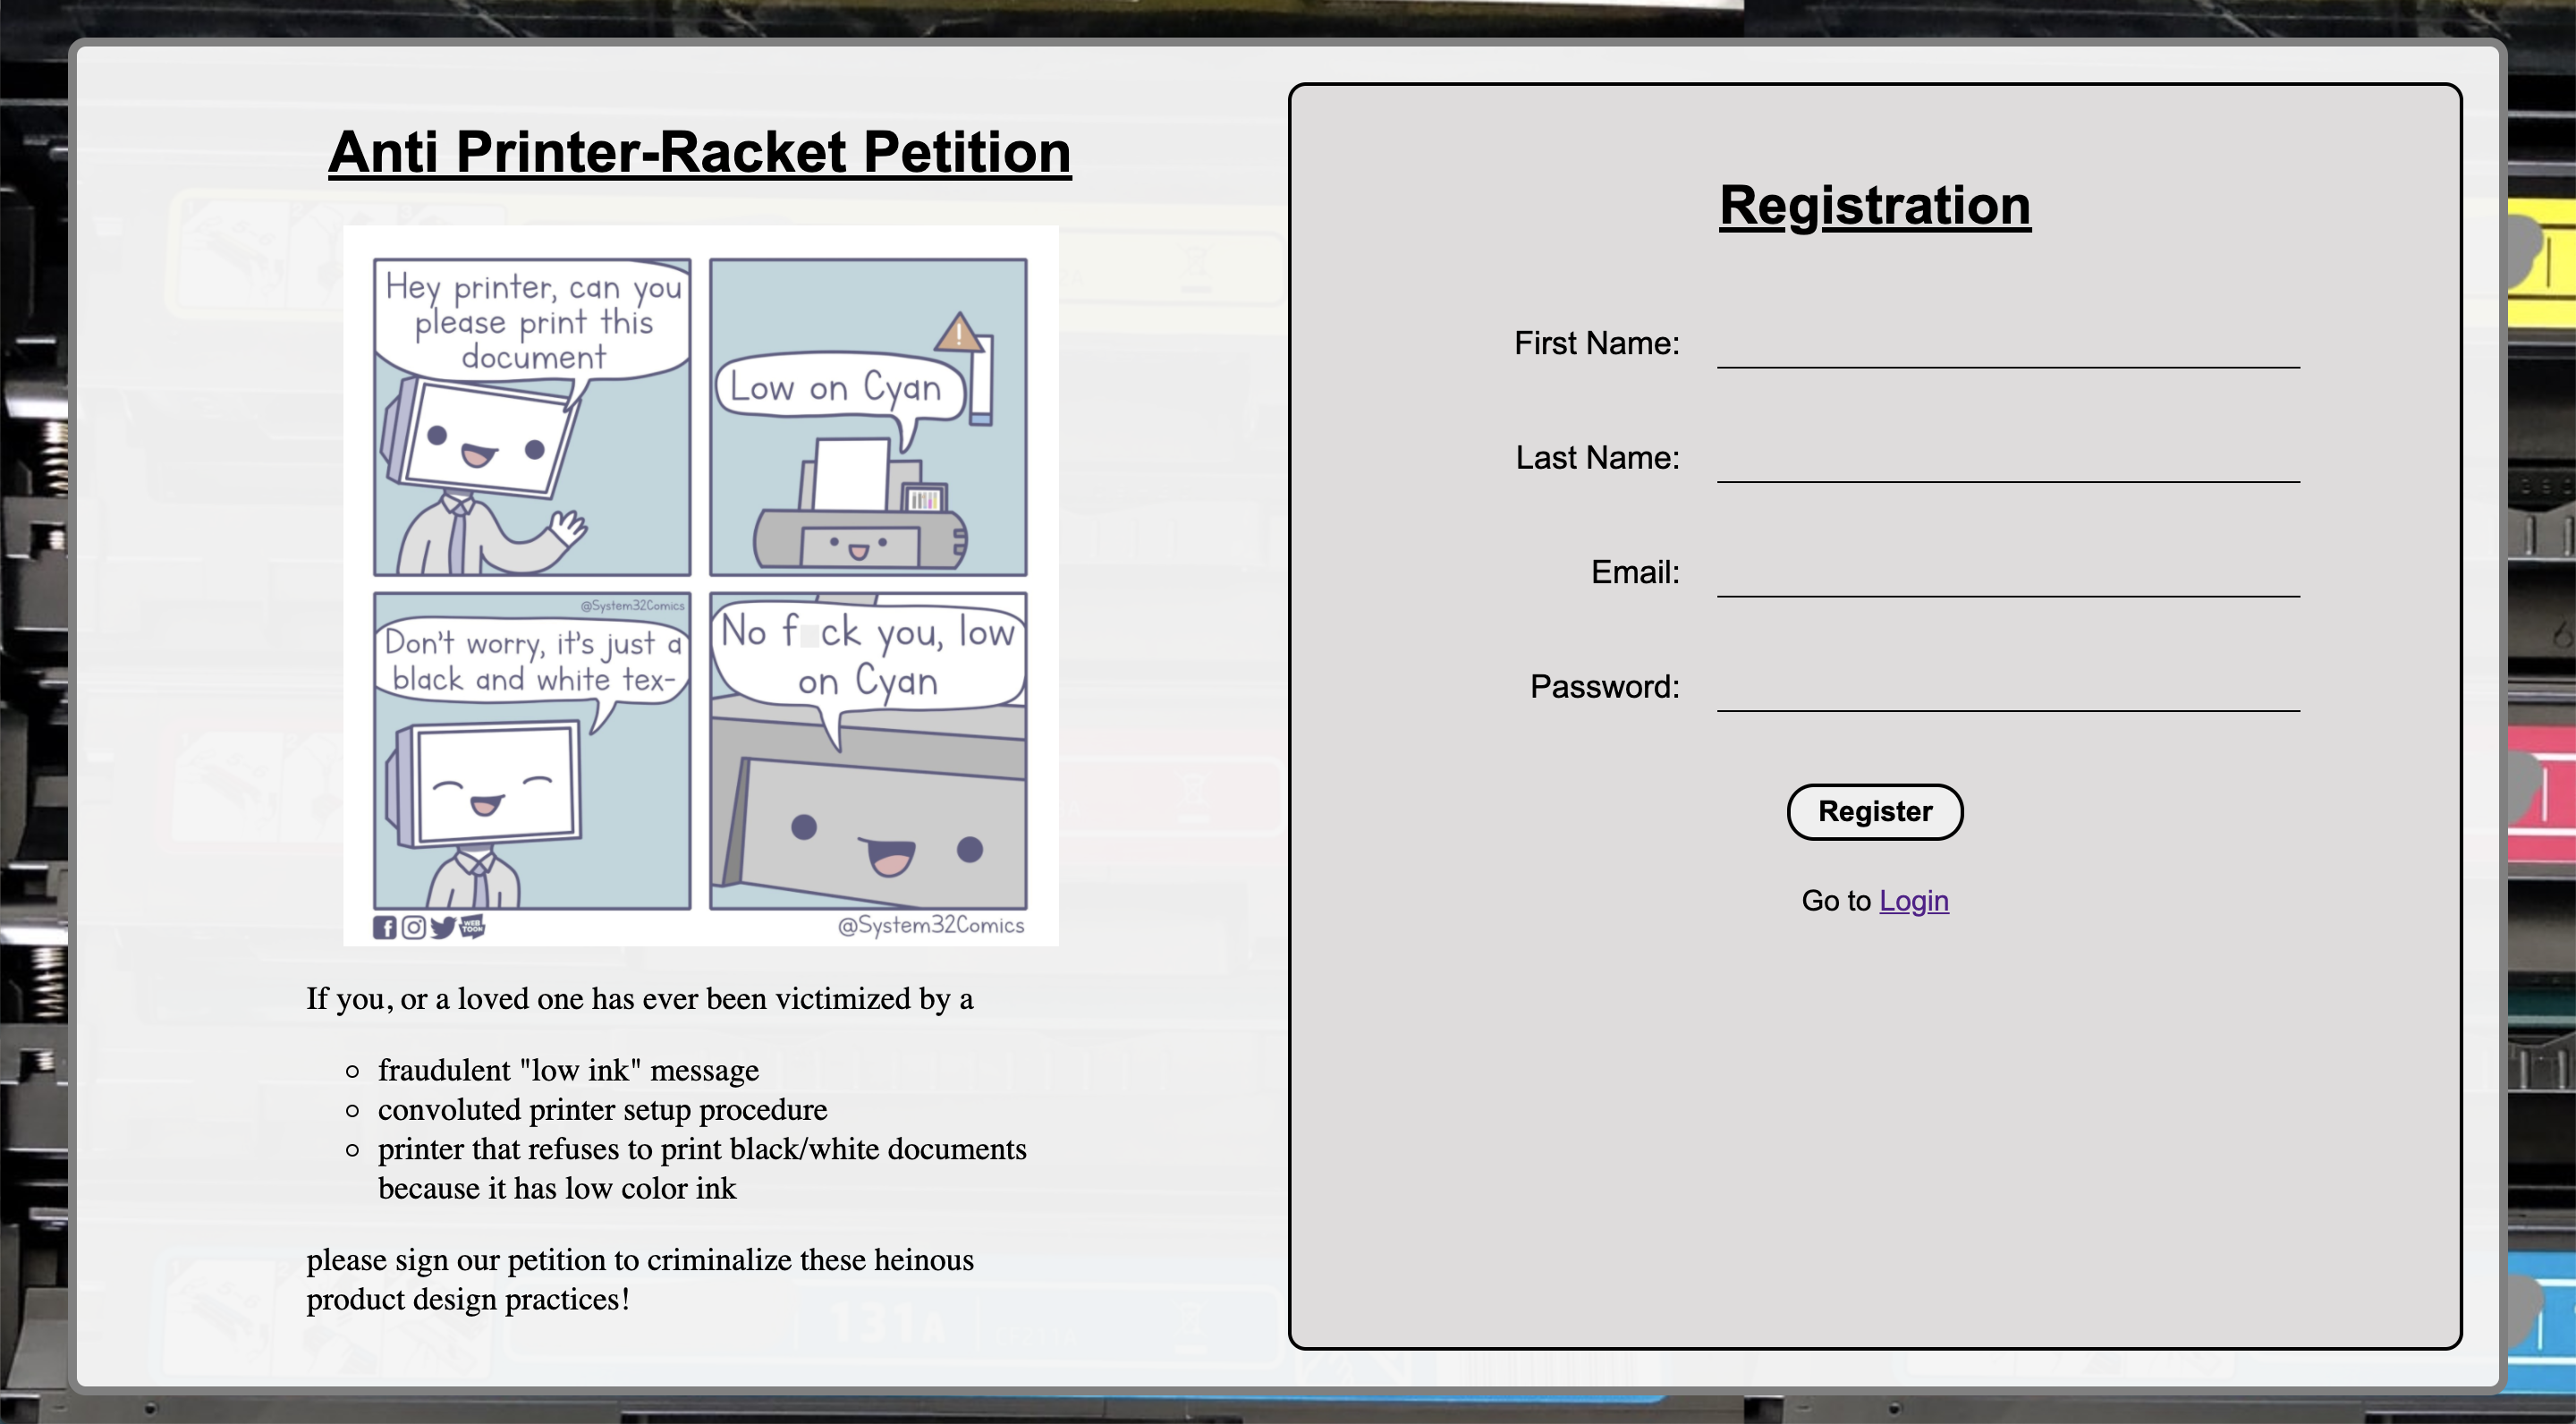 Anti Printer-Racket Petition
Hey printer, can you
please print this
document
Low on Cyan
@System32Comics
Don't worry, it's just a
black and white tex-
No f ck you, low
on Cyan
WEB
TOON
@System32Comics
If you, or a loved one has ever been victimized by a
fraudulent "low ink" message
convoluted printer setup procedure
printer that refuses to print black/white documents
because it has low color ink
please sign our petition to criminalize these heinous
product design practices!
131A
Registration
First Name:
Last Name:
Email:
Password:
Register
Go to Login